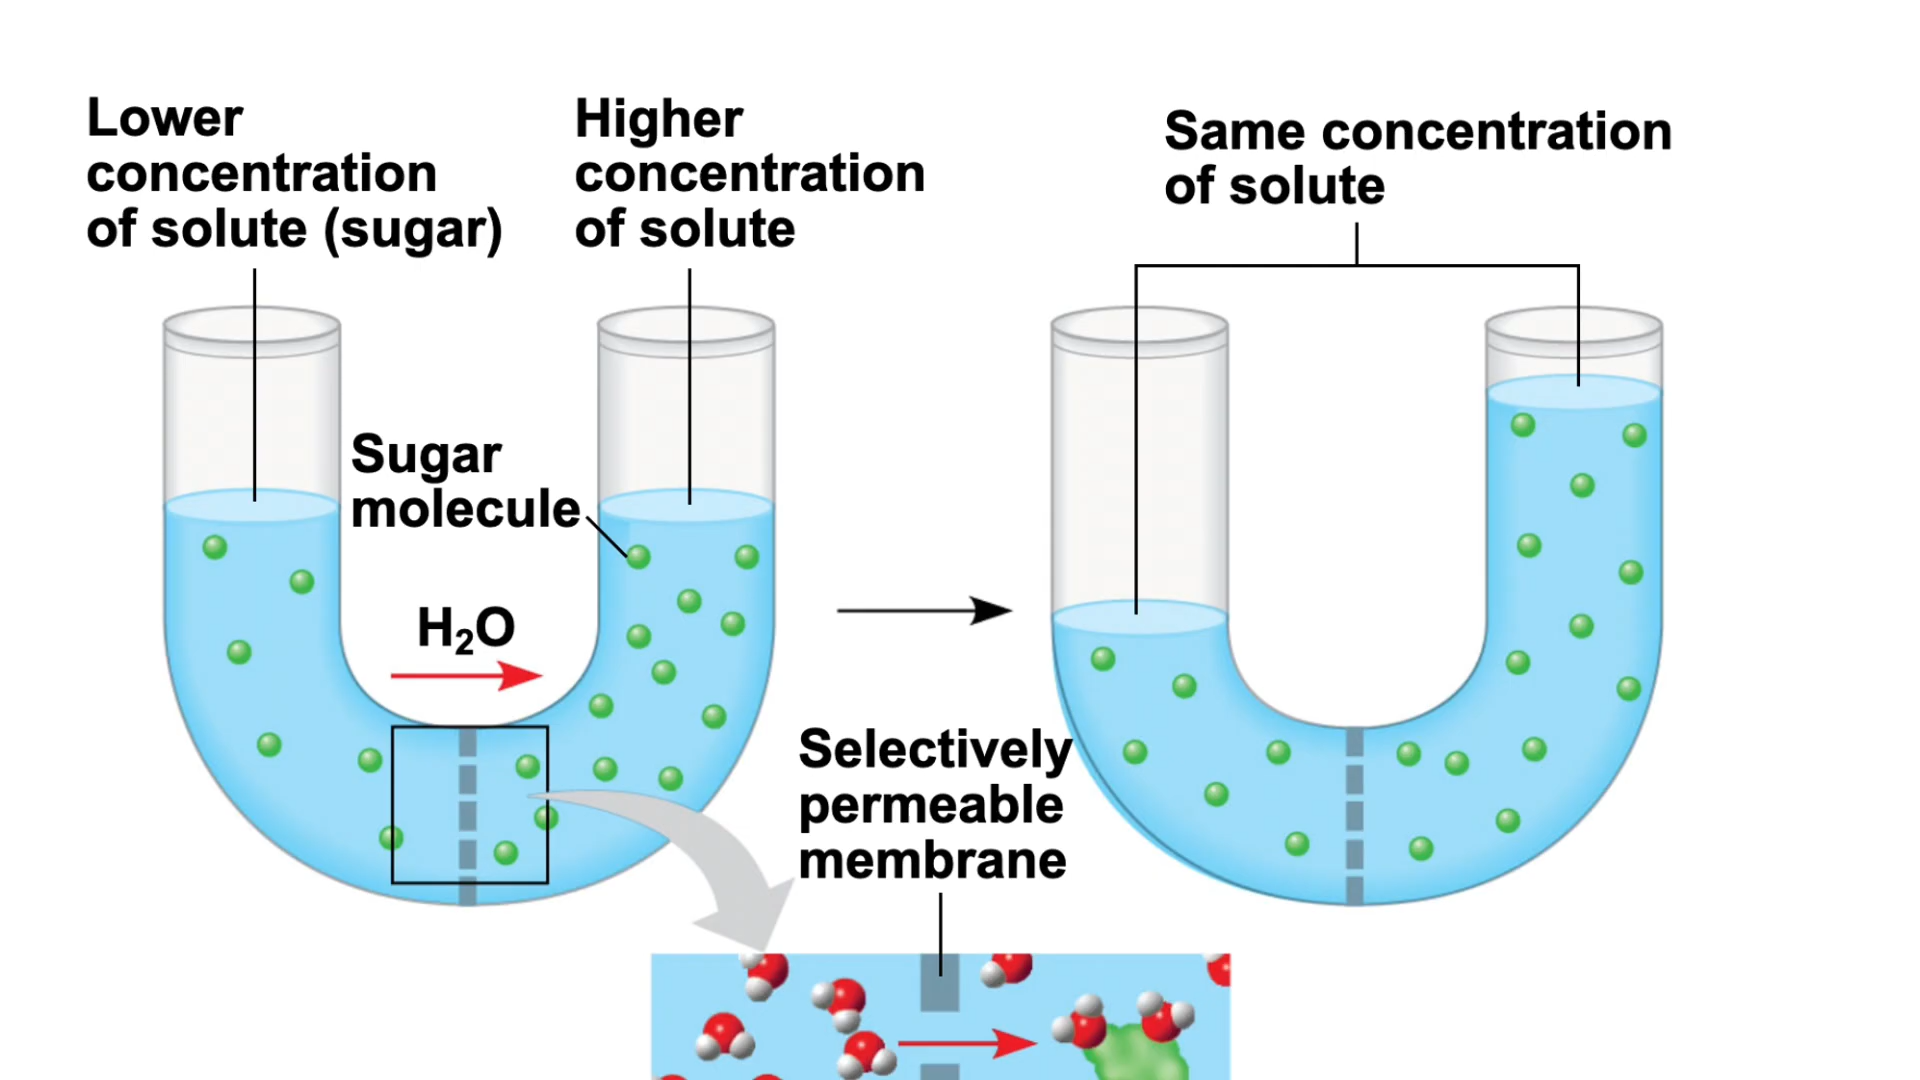 Lower
concentration
of solute (sugar)
Higher
concentration
of solute
Same concentration
of solute
Sugar
molecule
H₂O
Selectively
permeable
membrane